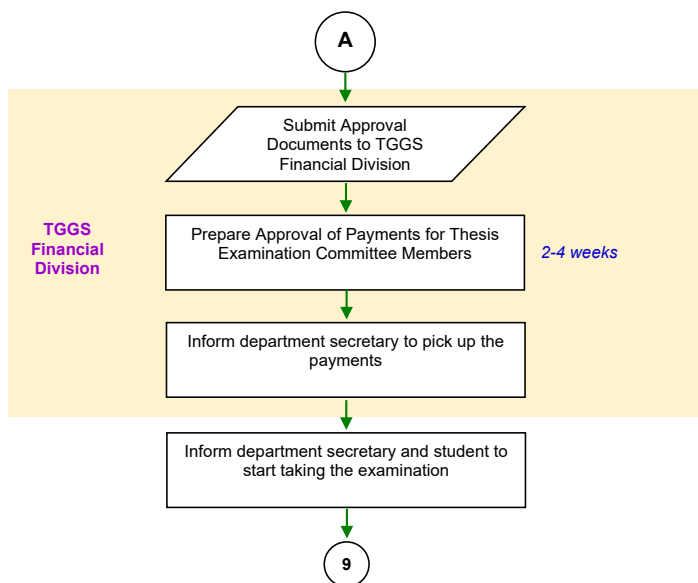 A
Submit Approval
Documents to TGGS
Financial Division
TGGS
Financial
Division
Prepare Approval of Payments for Thesis
Examination Committee Members
2-4 weeks
Inform department secretary to pick up the
payments
Inform department secretary and student to
start taking the examination
9